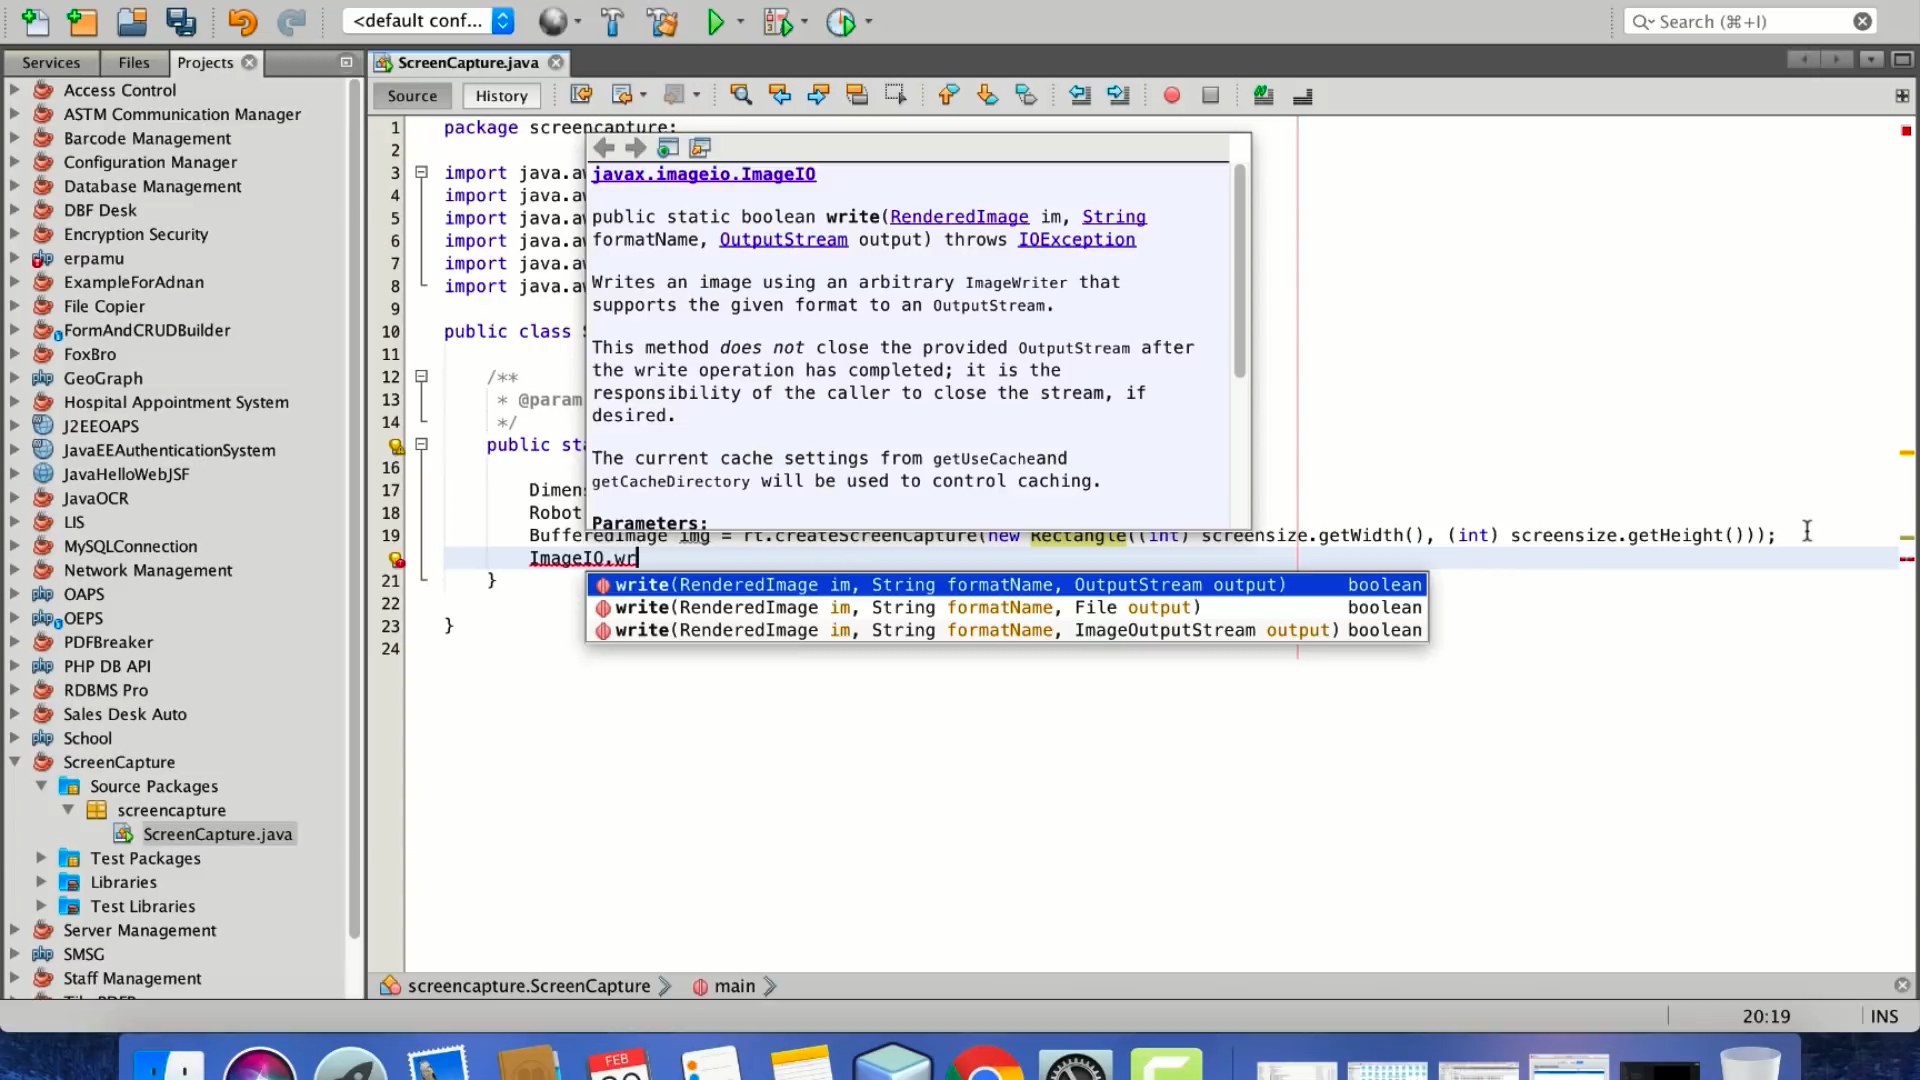 <default conf...
Search (⌘+I)
Services
Files
Projects
ScreenCapture.java
Source
History
Access Control
ASTM Communication Manager
Barcode Management
Configuration Manager
Database Management
DBF Desk
Encryption Security
erpamu
ExampleForAdnan
File Copier
FormAndCRUDBuilder
FoxBro
GeoGraph
Hospital Appointment System
J2EEOAPS
JavaEEAuthenticationSystem
JavaHelloWebJSF
JavaOCR
LIS
MySQLConnection
Network Management
OAPS
OEPS
PDFBreaker
PHP DB API
RDBMS Pro
Sales Desk Auto
School
ScreenCapture
Source Packages
screencapture
ScreenCapture.java
Test Packages
Libraries
Test Libraries
Server Management
SMSG
Staff Management
1 package screencapture;
2
3 import java.aw
4 import java.aw
5 import java.aw
6 import java.aw
7 import java.aw
8 import java.aw
9
10 public class
11
12 /**
13 * @param
14 */
public sta
16
17 Dimens
18 Robot
19 BufferedImage img = rt.createScreenCapture(new Rectangle((int) screensize.getWidth(), (int) screensize.getHeight()));
ImageIO.wr
21 }
22
23 }
24
javax.imageio.ImageIO
public static boolean write(RenderedImage im, String
formatName, OutputStream output) throws IOException
Writes an image using an arbitrary ImageWriter that
supports the given format to an OutputStream.
This method does not close the provided OutputStream after
the write operation has completed; it is the
responsibility of the caller to close the stream, if
desired.
The current cache settings from getUseCacheand
getCacheDirectory will be used to control caching.
Parameters:
write(RenderedImage im, String formatName, OutputStream output) boolean
write(RenderedImage im, String formatName, File output) boolean
write(RenderedImage im, String formatName, ImageOutputStream output) boolean
screencapture.ScreenCapture
main
20:19
INS
FEB